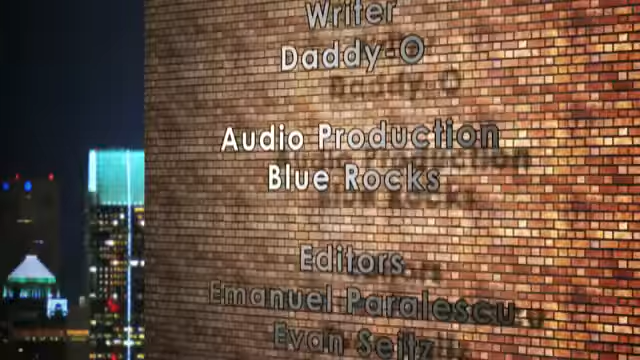 Writer
Daddy-O
Audio Production
Blue Rocks
Editors
Emanuel Paralescu
Evan Seitz